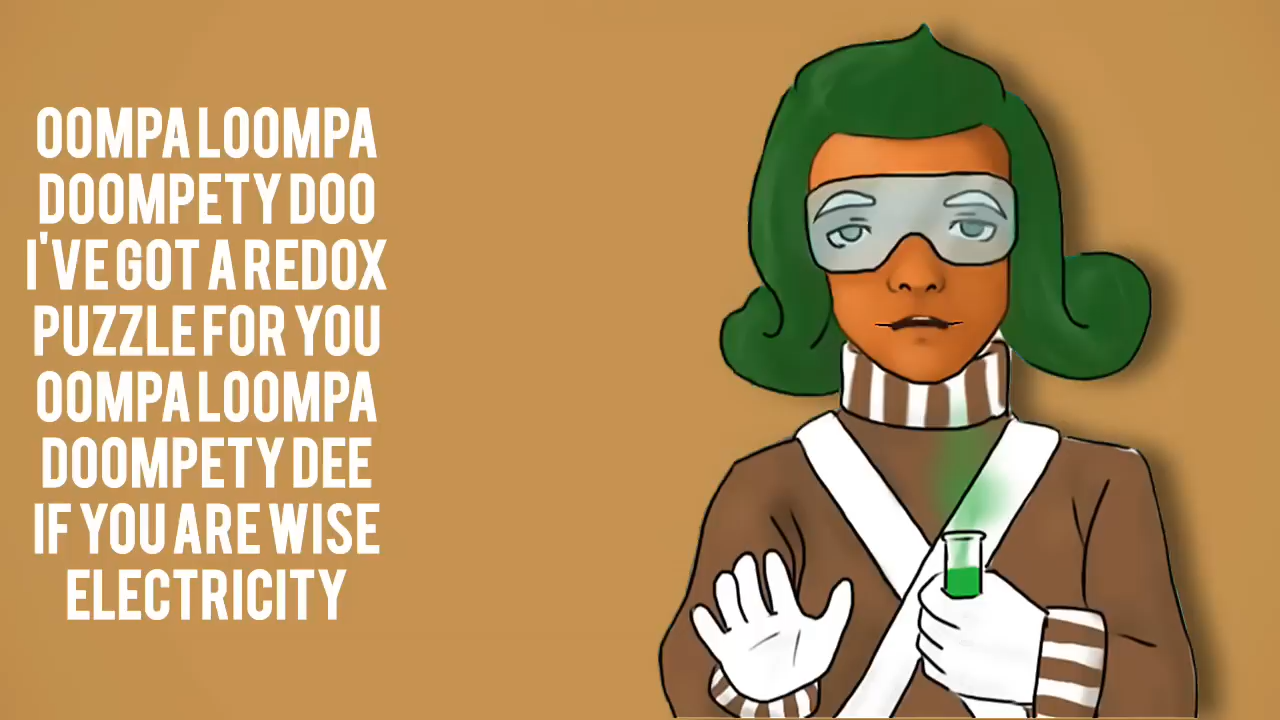 OOMPA LOOMPA
DOOMPETY DOO
I'VE GOT A REDOX
PUZZLE FOR YOU
OOMPA LOOMPA
DOOMPETY DEE
IF YOU ARE WISE
ELECTRICITY